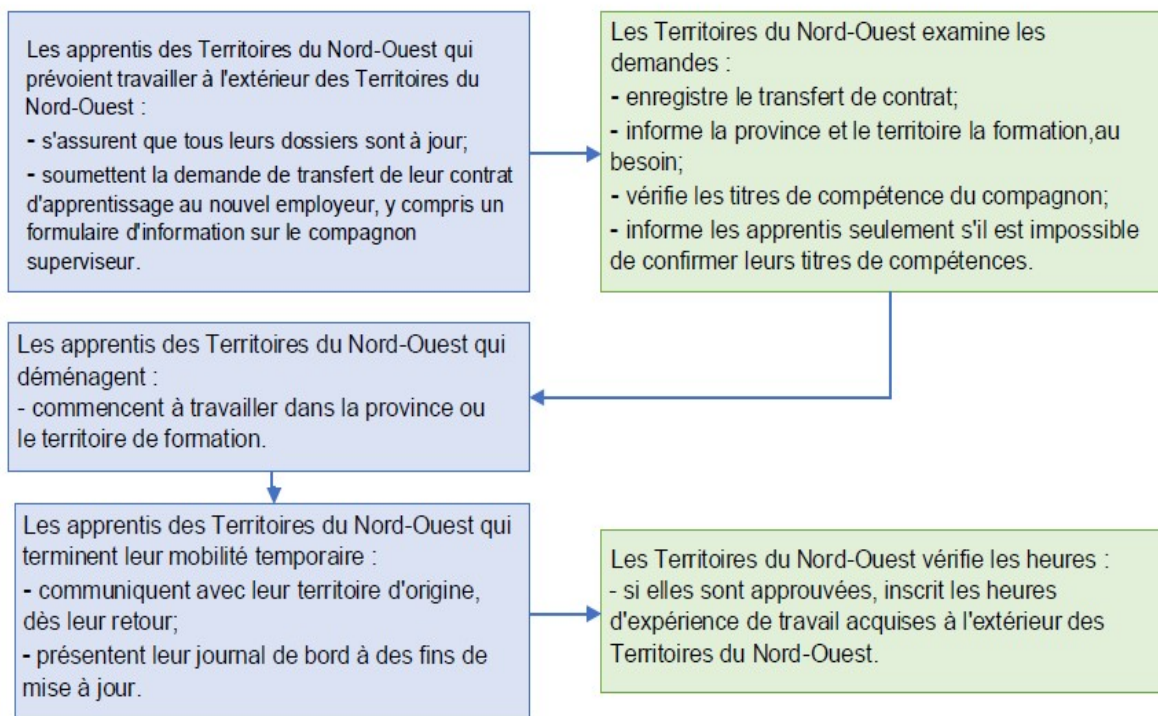 Les apprentis des Territoires du Nord-Ouest qui
prévoient travailler à l'extérieur des Territoires du
Nord-Ouest :
- s'assurent que tous leurs dossiers sont à jour;
- soumettent la demande de transfert de leur contrat
d'apprentissage au nouvel employeur, y compris un
formulaire d'information sur le compagnon
superviseur.
Les Territoires du Nord-Ouest examine les
demandes :
- enregistre le transfert de contrat;
- informe la province et le territoire la formation,au
besoin;
- vérifie les titres de compétence du compagnon;
- informe les apprentis seulement s'il est impossible
de confirmer leurs titres de compétences.
Les apprentis des Territoires du Nord-Ouest qui
déménagent :
- commencent à travailler dans la province ou
le territoire de formation.
Les apprentis des Territoires du Nord-Ouest qui
terminent leur mobilité temporaire :
- communiquent avec leur territoire d'origine,
dès leur retour;
- présentent leur journal de bord à des fins de
mise à jour.
Les Territoires du Nord-Ouest vérifie les heures :
- si elles sont approuvées, inscrit les heures
d'expérience de travail acquises à l'extérieur des
Territoires du Nord-Ouest.